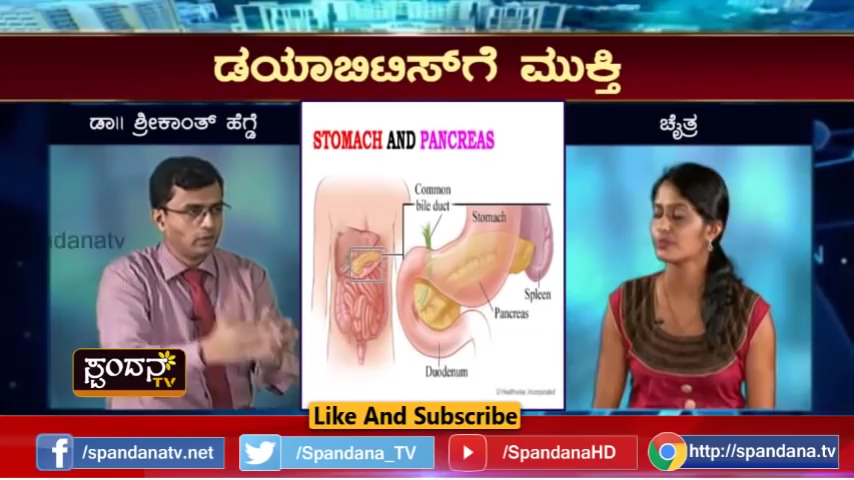 ಡಯಾಬಿಟಿಸ್‌ಗೆ ಮುಕ್ತಿ
ಡಾ॥ ಶ್ರೀಕಾಂತ್ ಹೆಗ್ಡೆ
ಚೈತ್ರ
STOMACH AND PANCREAS
Common
bile duct
Stomach
Spleen
Pancreas
Duodenum
danatv
ಸ್ಪಂದನ
TV
Like And Subscribe
/spandanatv.net
/Spandana_TV
/SpandanaHD
http://spandana.tv